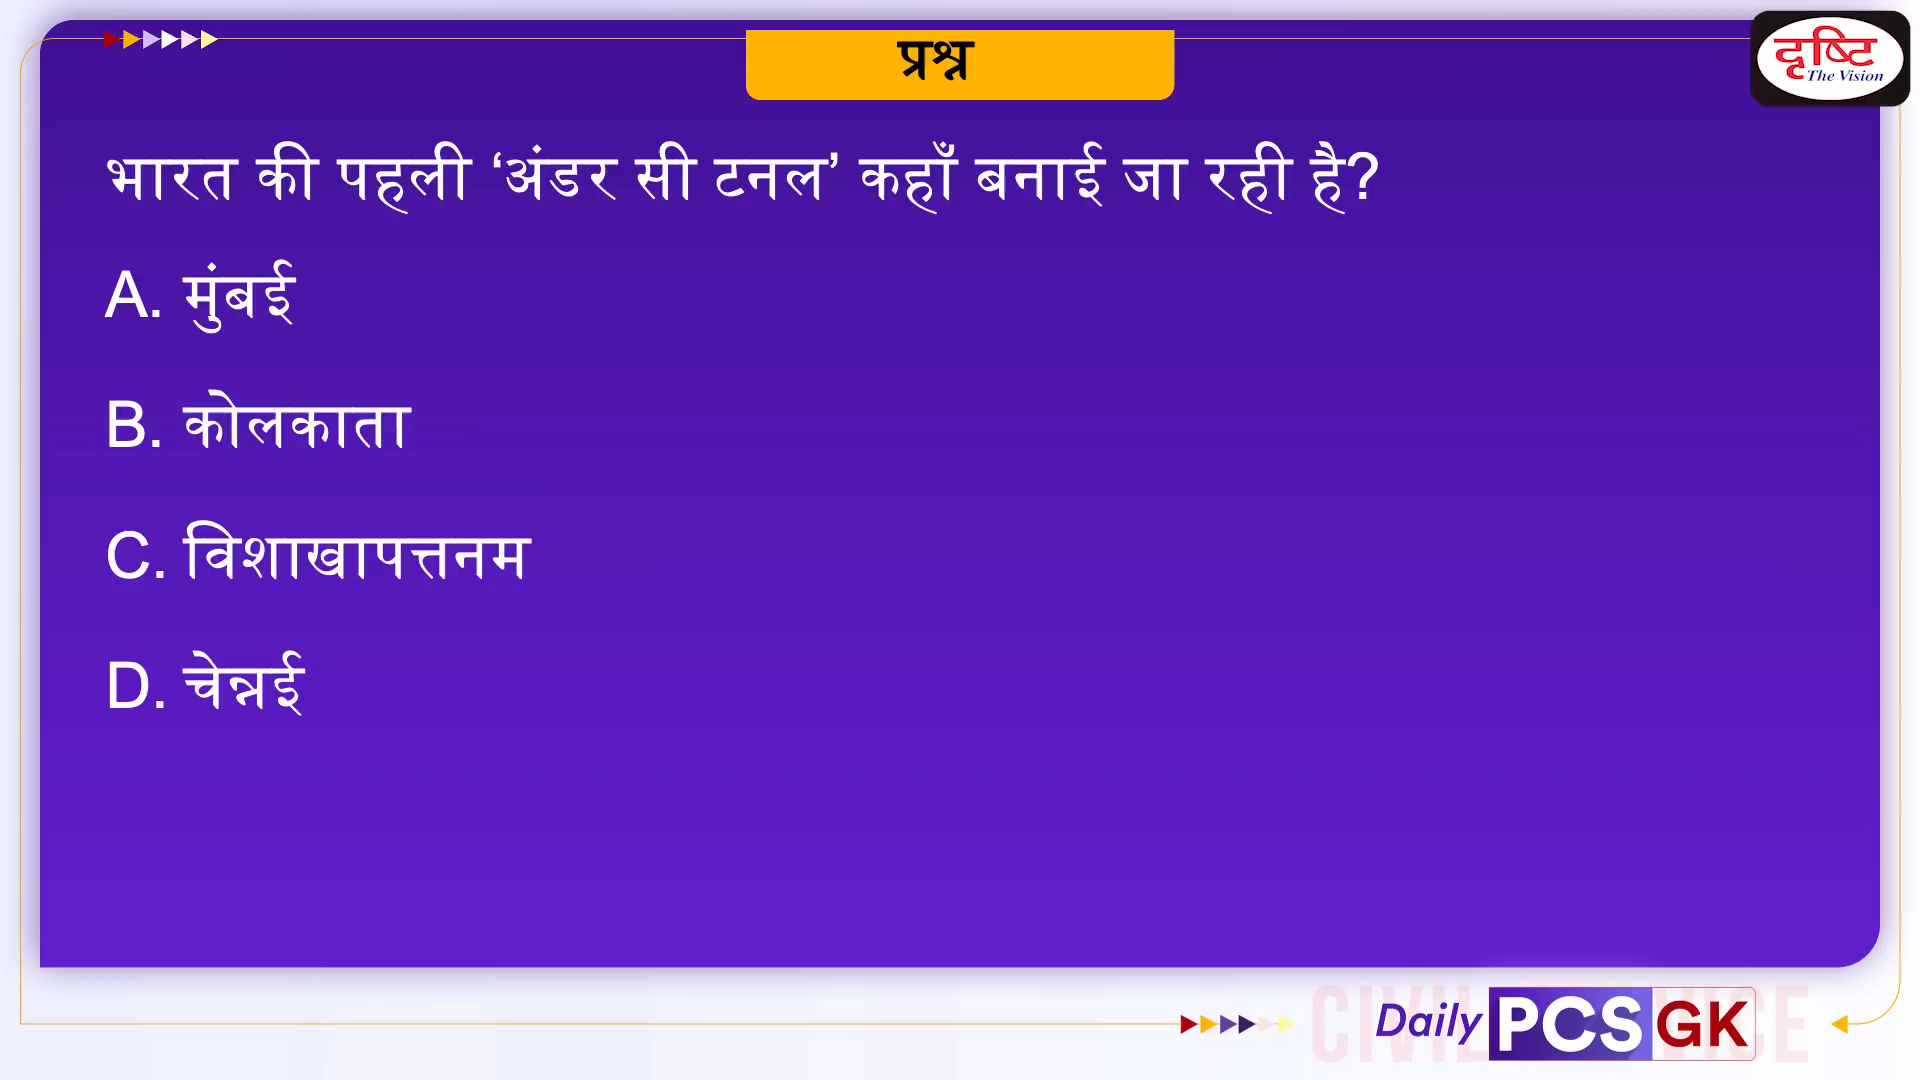 प्रश्न
दृष्टि
The Vision
भारत की पहली ‘अंडर सी टनल’ कहाँ बनाई जा रही है?
A. मुंबई
B. कोलकाता
C. विशाखापत्तनम
D. चेन्नई
Daily PCS GK